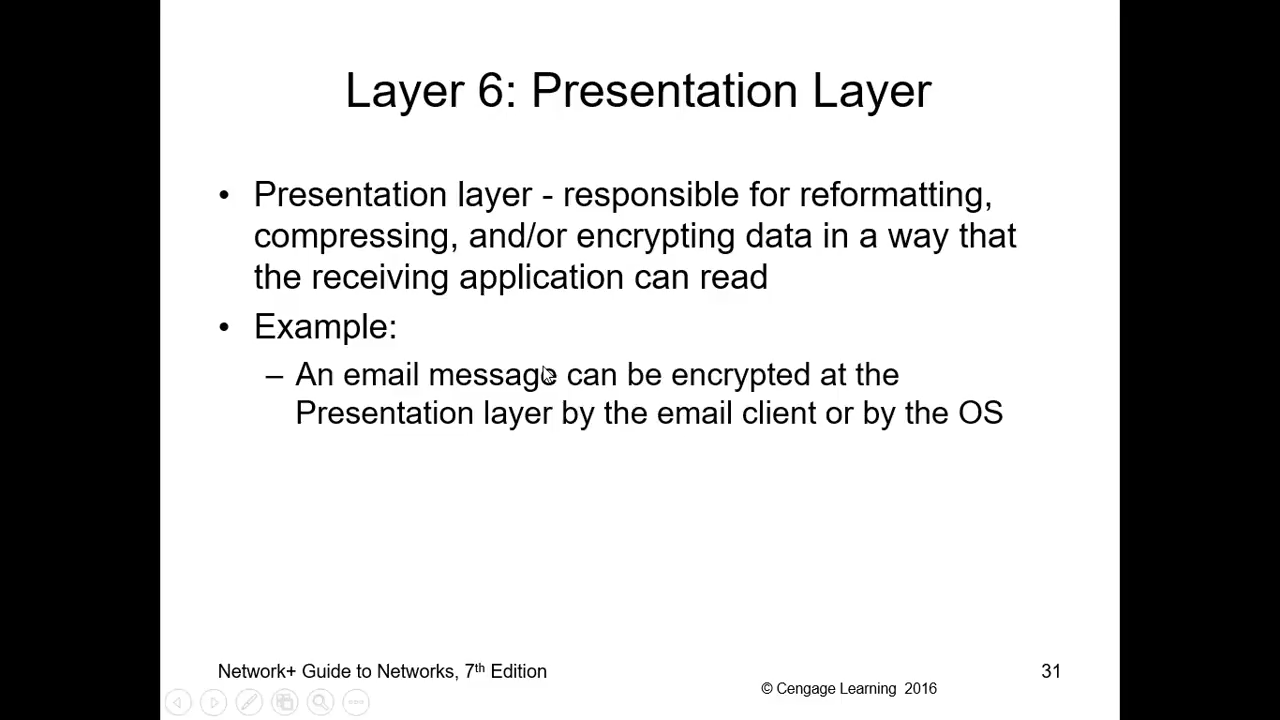 Layer 6: Presentation Layer
• Presentation layer - responsible for reformatting,
compressing, and/or encrypting data in a way that
the receiving application can read
• Example:
– An email message can be encrypted at the
Presentation layer by the email client or by the OS
Network+ Guide to Networks, 7th Edition
31
© Cengage Learning 2016